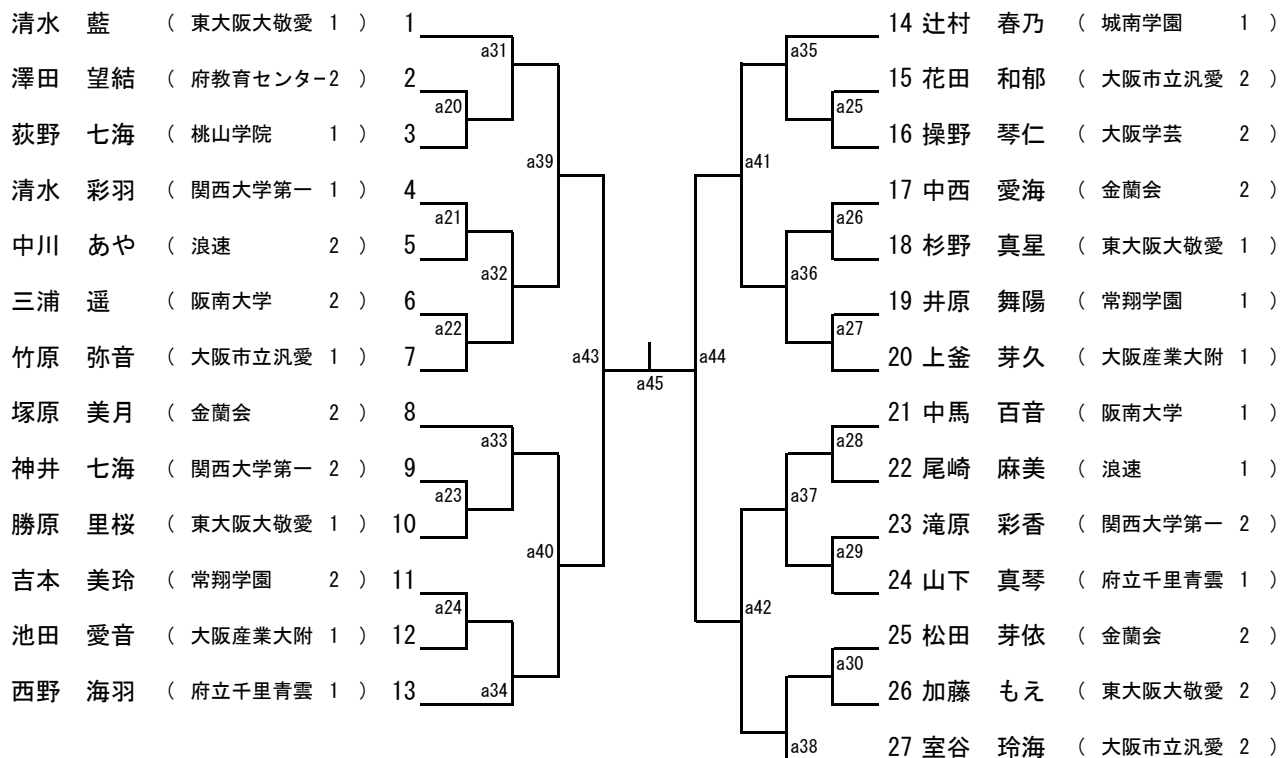 清水 藍 ( 東大阪大敬愛 1 ) 1
澤田 望結 ( 府教育センター 2 ) 2
荻野 七海 ( 桃山学院 1 ) 3
清水 彩羽 ( 関西大学第一 1 ) 4
中川 あや ( 浪速 2 ) 5
三浦 遥 ( 阪南大学 2 ) 6
竹原 弥音 ( 大阪市立汎愛 1 ) 7
塚原 美月 ( 金蘭会 2 ) 8
神井 七海 ( 関西大学第一 2 ) 9
勝原 里桜 ( 東大阪大敬愛 1 ) 10
吉本 美玲 ( 常翔学園 2 ) 11
池田 愛音 ( 大阪産業大附 1 ) 12
西野 海羽 ( 府立千里青雲 1 ) 13
a31
a20
a39
a21
a32
a22
a43
a33
a23
a40
a24
a34
a45
a35
a25
a41
a26
a36
a27
a44
a28
a37
a29
a42
a30
a38
14 辻村 春乃 ( 城南学園 1 )
15 花田 和郁 ( 大阪市立汎愛 2 )
16 操野 琴仁 ( 大阪学芸 2 )
17 中西 愛海 ( 金蘭会 2 )
18 杉野 真星 ( 東大阪大敬愛 1 )
19 井原 舞陽 ( 常翔学園 1 )
20 上釜 芽久 ( 大阪産業大附 1 )
21 中馬 百音 ( 阪南大学 1 )
22 尾崎 麻美 ( 浪速 1 )
23 滝原 彩香 ( 関西大学第一 2 )
24 山下 真琴 ( 府立千里青雲 1 )
25 松田 芽依 ( 金蘭会 2 )
26 加藤 もえ ( 東大阪大敬愛 2 )
27 室谷 玲海 ( 大阪市立汎愛 2 )